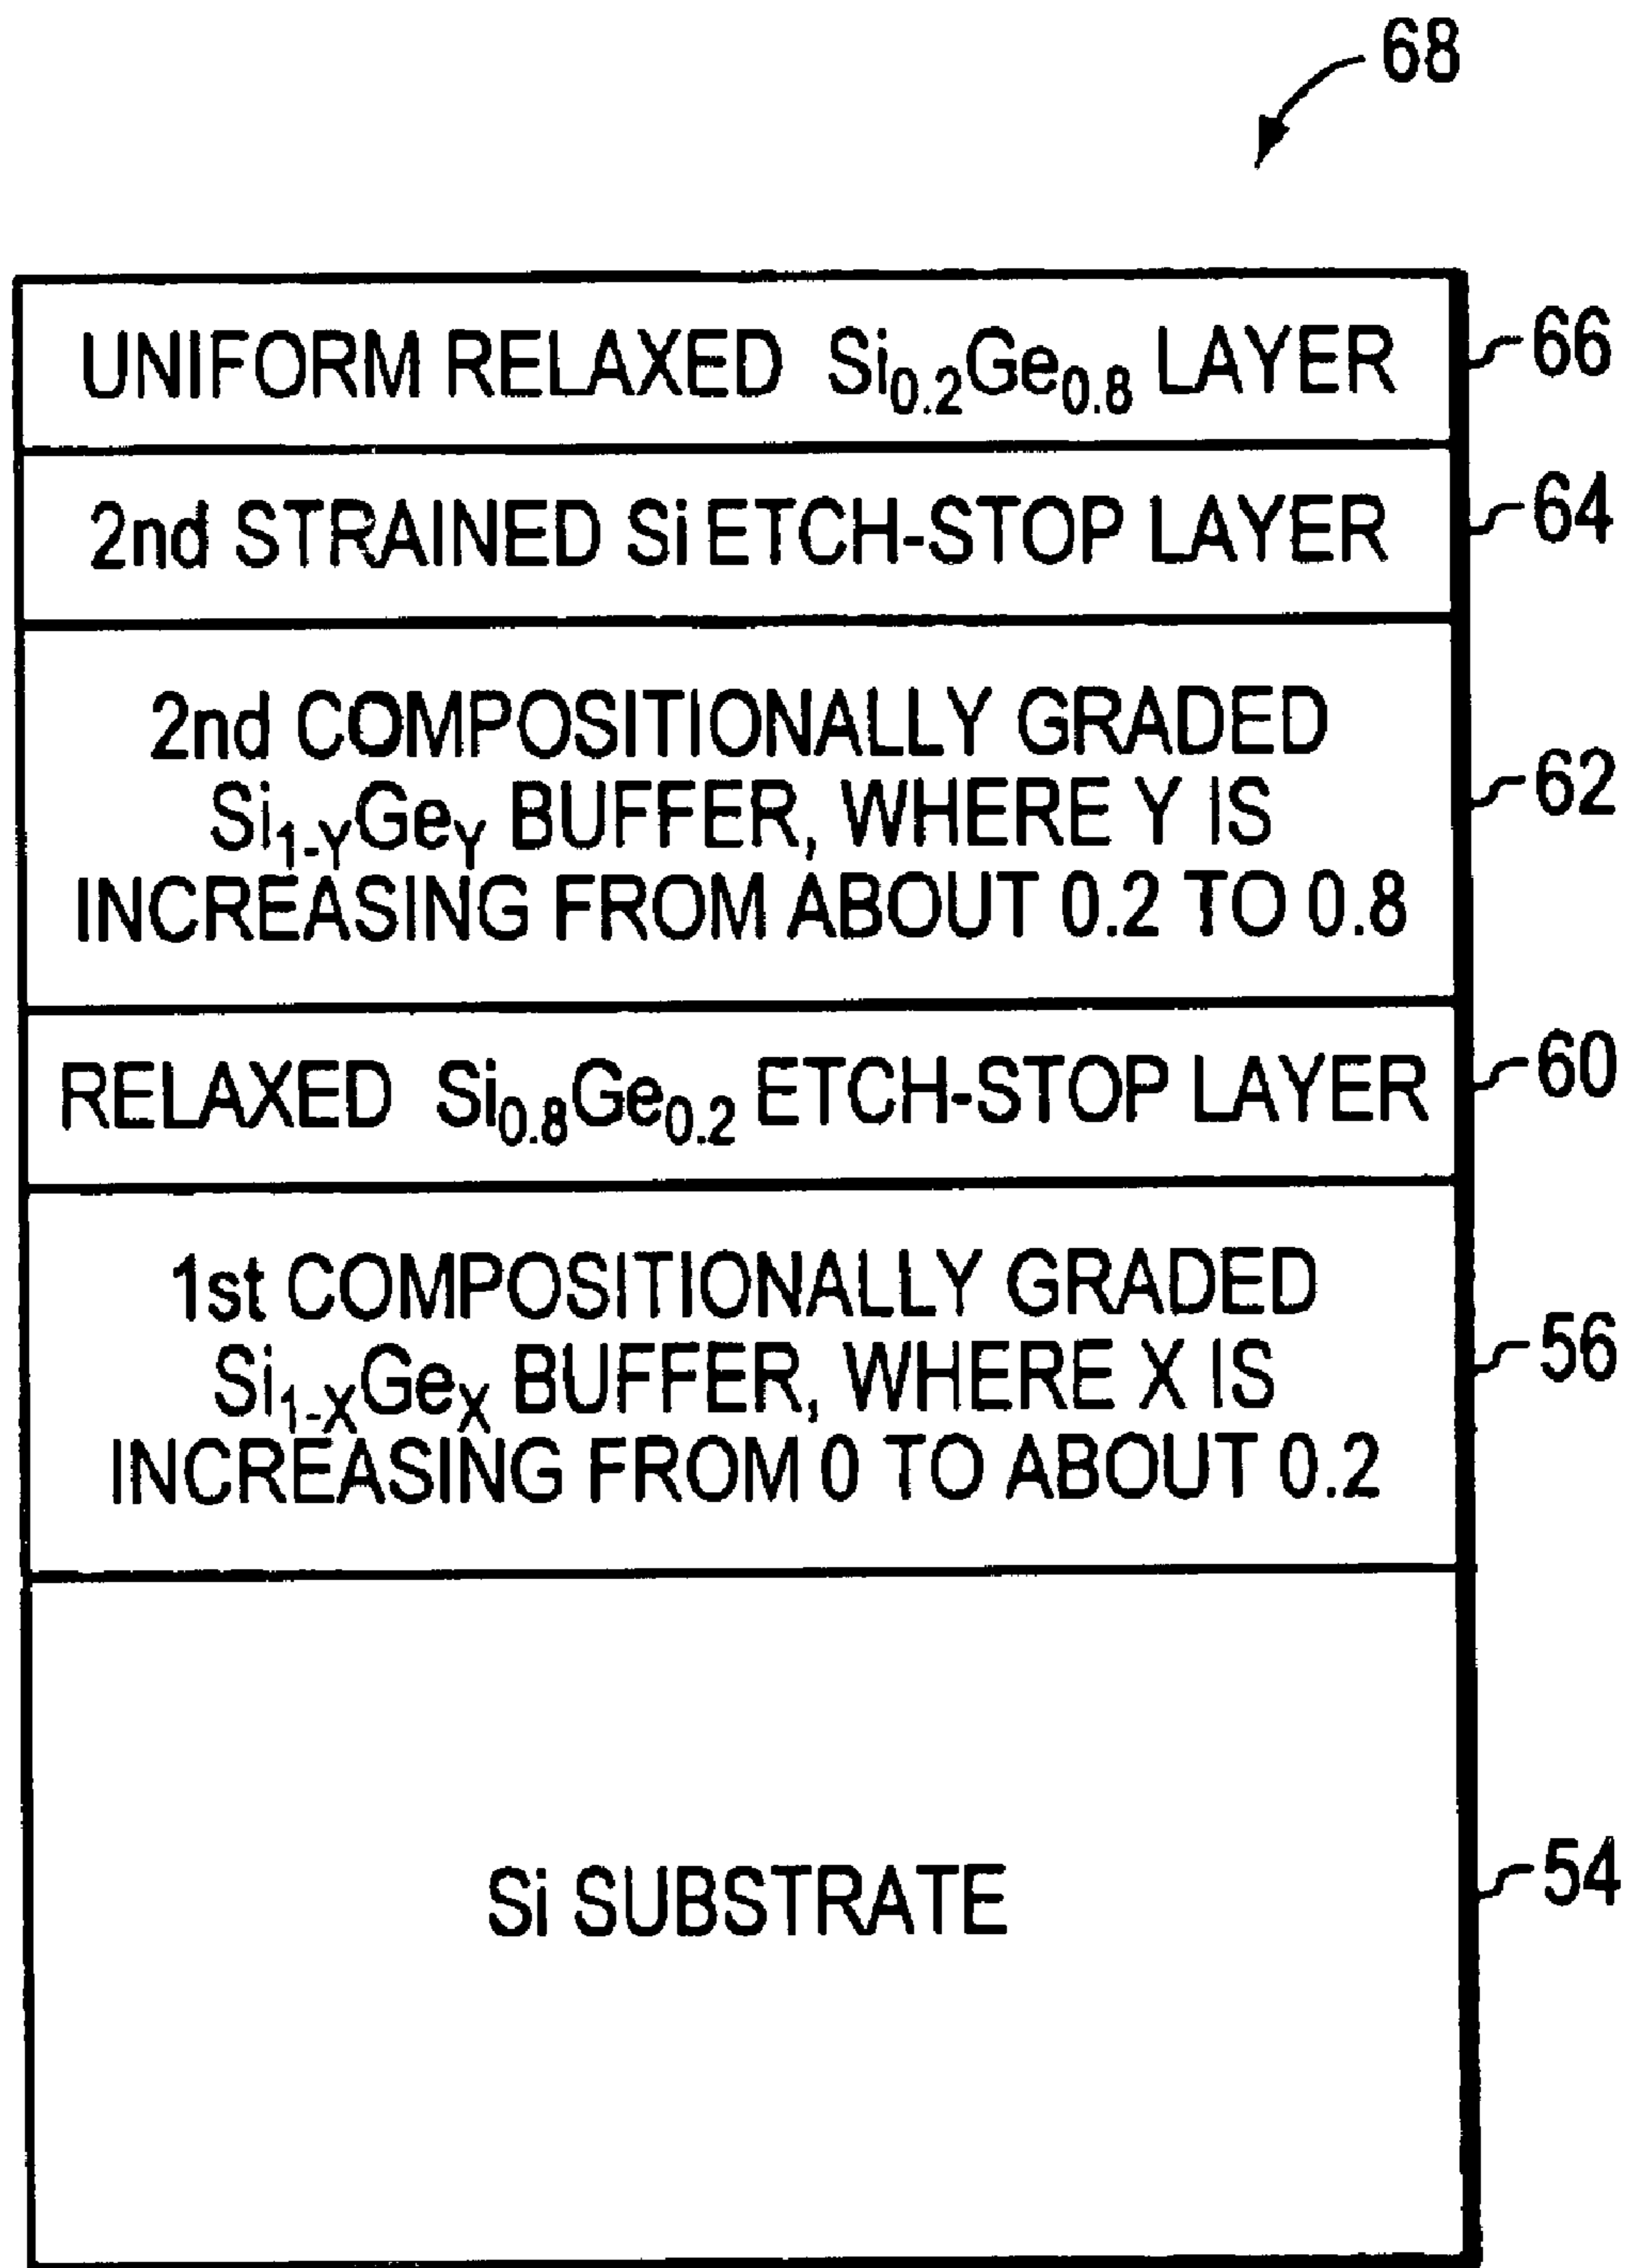 68
UNIFORM RELAXED Si0.2Ge0.8 LAYER
66
2nd STRAINED Si ETCH-STOP LAYER
64
2nd COMPOSITIONALLY GRADED
Si1-YGeY BUFFER, WHERE Y IS
INCREASING FROM ABOUT 0.2 TO 0.8
62
RELAXED Si0.8Ge0.2 ETCH-STOP LAYER
60
1st COMPOSITIONALLY GRADED
Si1-XGeX BUFFER, WHERE X IS
INCREASING FROM 0 TO ABOUT 0.2
56
Si SUBSTRATE
54